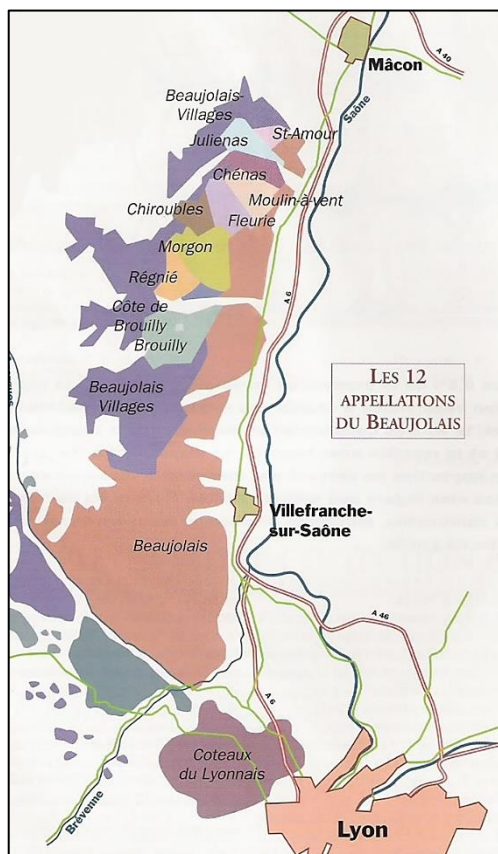 Mâcon
A 40
Saône
Beaujolais-
Villages
St-Amour
Julienas
Chénas
Moulin-à-vent
Chiroubles
Fleurie
Morgon
A 6
Régnié
Côte de
Brouilly
Brouilly
Beaujolais
Villages
LES 12
APPELLATIONS
DU BEAUJOLAIS
Villefranche-
sur-Saône
Beaujolais
A 46
A 6
Coteaux
du Lyonnais
Brévenne
Lyon